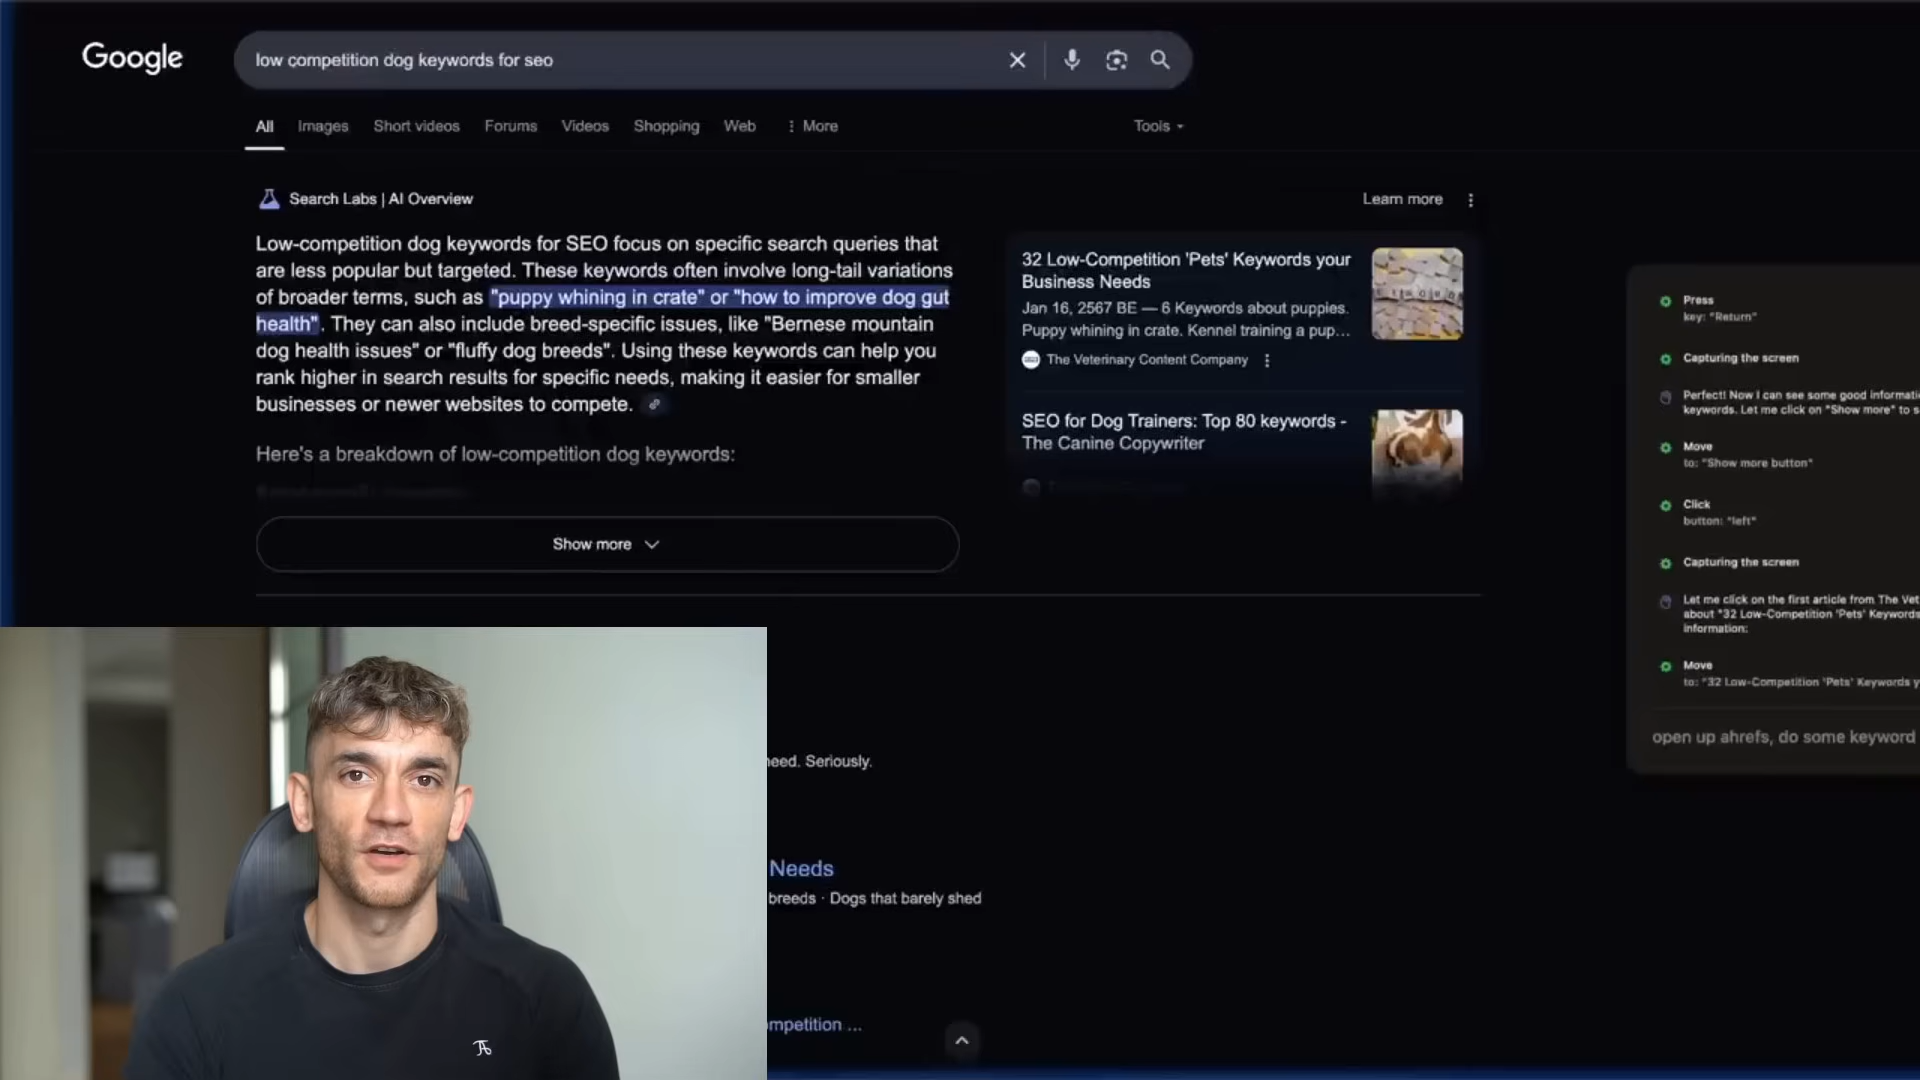 Google
low competition dog keywords for seo
All
Images
Short videos
Forums
Videos
Shopping
Web
More
Tools
Search Labs | AI Overview
Learn more
Low-competition dog keywords for SEO focus on specific search queries that
are less popular but targeted. These keywords often involve long-tail variations
of broader terms, such as "puppy whining in crate" or "how to improve dog gut
health". They can also include breed-specific issues, like "Bernese mountain
dog health issues" or "fluffy dog breeds". Using these keywords can help you
rank higher in search results for specific needs, making it easier for smaller
businesses or newer websites to compete.
Here's a breakdown of low-competition dog keywords:
Show more
32 Low-Competition 'Pets' Keywords your
Business Needs
Jan 16, 2567 BE — 6 Keywords about puppies.
Puppy whining in crate. Kennel training a pup...
The Veterinary Content Company
SEO for Dog Trainers: Top 80 keywords -
The Canine Copywriter
need. Seriously.
Needs
breeds · Dogs that barely shed
mpetition ...
Press
key: "Return"
Capturing the screen
Perfect! Now I can see some good informati
keywords. Let me click on "Show more" to s
Move
to: "Show more button"
Click
button: "left"
Capturing the screen
Let me click on the first article from The Vet
about "32 Low-Competition 'Pets' Keywords
information:
Move
to: "32 Low-Competition 'Pets' Keywords y
open up ahrefs, do some keyword